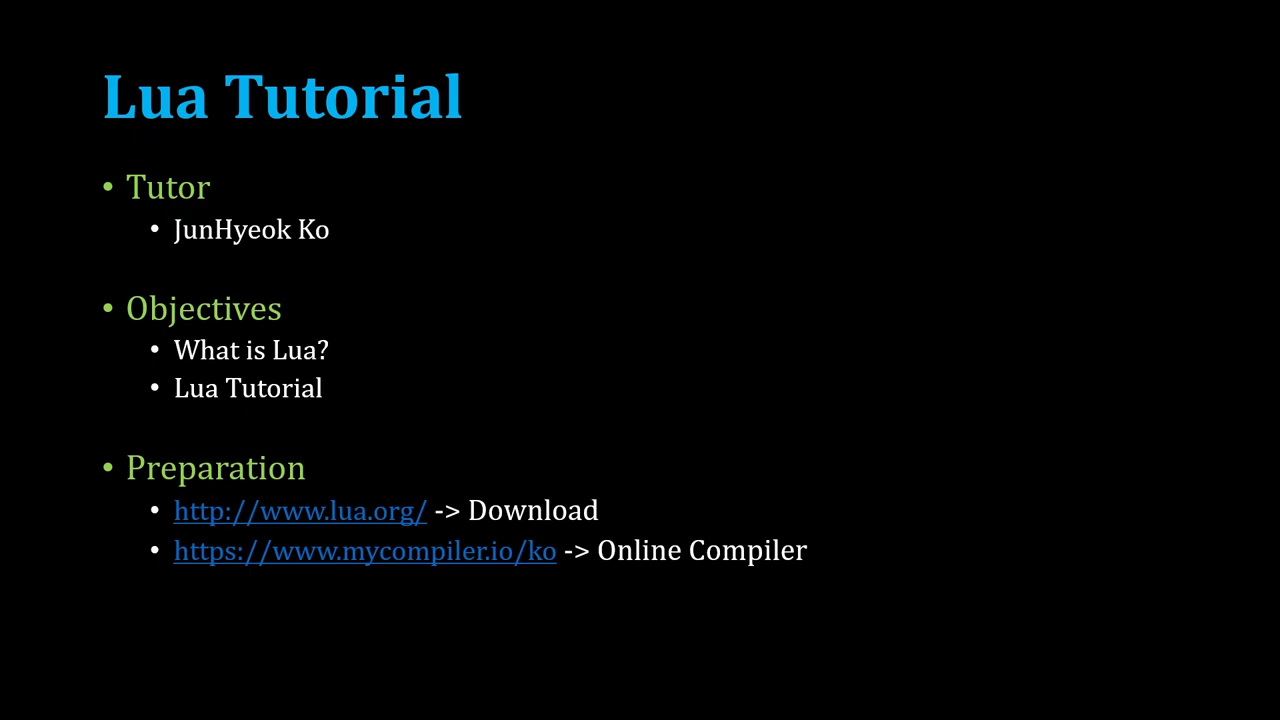 Lua Tutorial
• Tutor
• JunHyeok Ko
• Objectives
• What is Lua?
• Lua Tutorial
• Preparation
• http://www.lua.org/ -> Download
• https://www.mycompiler.io/ko -> Online Compiler